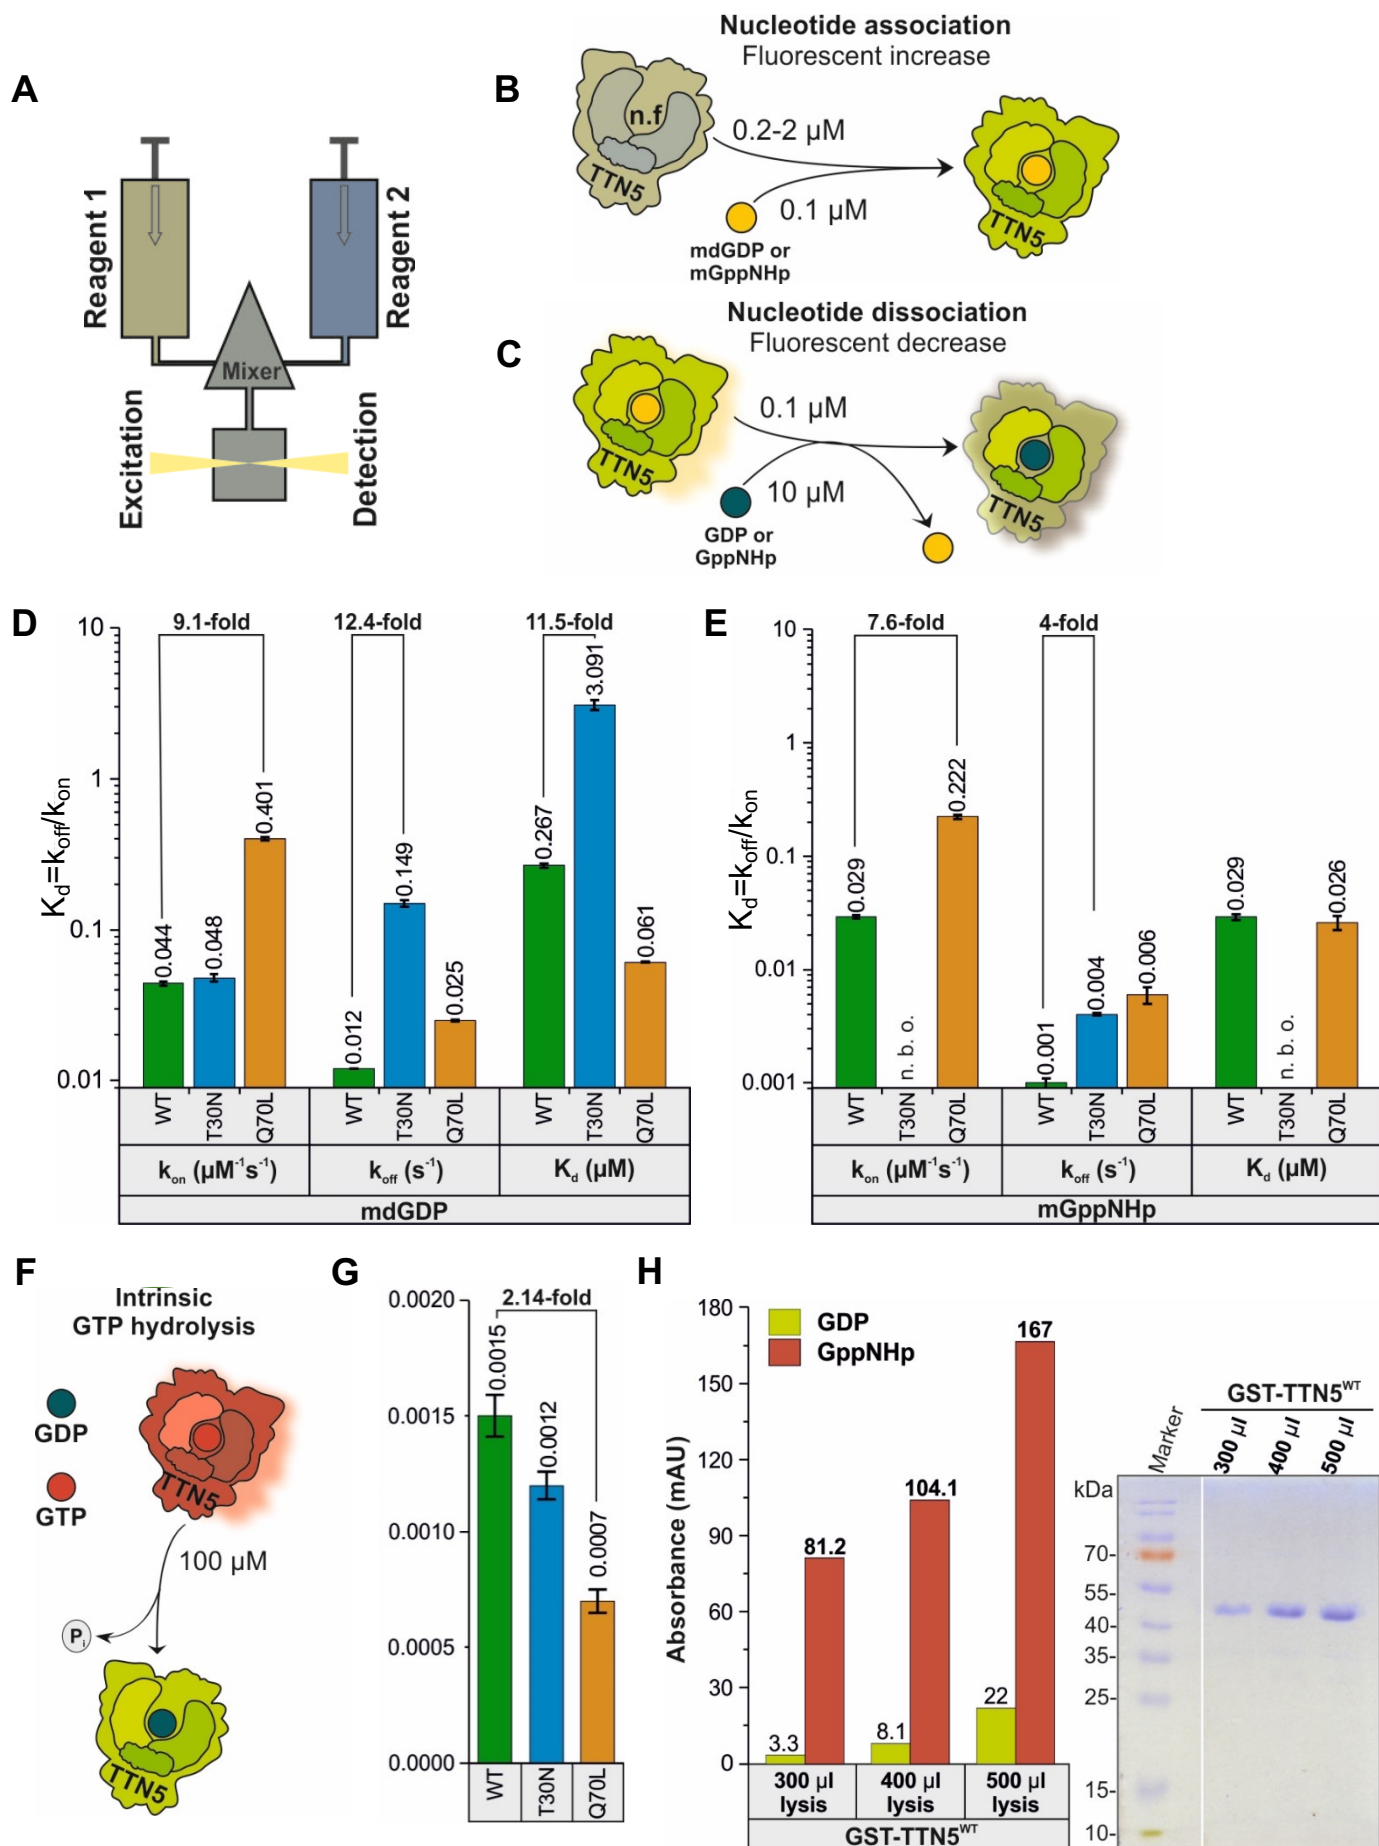 A
Reagent 1
Reagent 2
Mixer
Excitation
Detection
B
Nucleotide association
Fluorescent increase
n.f
TTN5
0.2-2 µM
0.1 µM
mdGDP or
mGppNHp
TTN5
C
Nucleotide dissociation
Fluorescent decrease
TTN5
0.1 µM
10 µM
GDP or
GppNHp
TTN5
D
9.1-fold
12.4-fold
11.5-fold
Kd=koff/kon
10
1
0.1
0.01
0.044
0.048
0.401
0.012
0.149
0.025
0.267
3.091
0.061
WT
T30N
Q70L
WT
T30N
Q70L
WT
T30N
Q70L
kon (µM⁻¹s⁻¹)
koff (s⁻¹)
Kd (µM)
mdGDP
E
7.6-fold
4-fold
Kd=koff/kon
10
1
0.1
0.01
0.001
0.029
n. b. o.
0.222
0.001
0.004
0.006
0.029
n. b. o.
0.026
WT
T30N
Q70L
WT
T30N
Q70L
WT
T30N
Q70L
kon (µM⁻¹s⁻¹)
koff (s⁻¹)
Kd (µM)
mGppNHp
F
Intrinsic
GTP hydrolysis
GDP
GTP
TTN5
100 µM
Pi
TTN5
G
2.14-fold
0.0020
0.0015
0.0010
0.0005
0.0000
0.0015
0.0012
0.0007
WT
T30N
Q70L
H
GDP
GppNHp
Absorbance (mAU)
180
150
120
90
60
30
0
3.3
81.2
8.1
104.1
22
167
300 µl
lysis
400 µl
lysis
500 µl
lysis
GST-TTN5WT
GST-TTN5WT
Marker
300 µl
400 µl
500 µl
kDa
70-
55-
40-
35-
25-
15-
10-